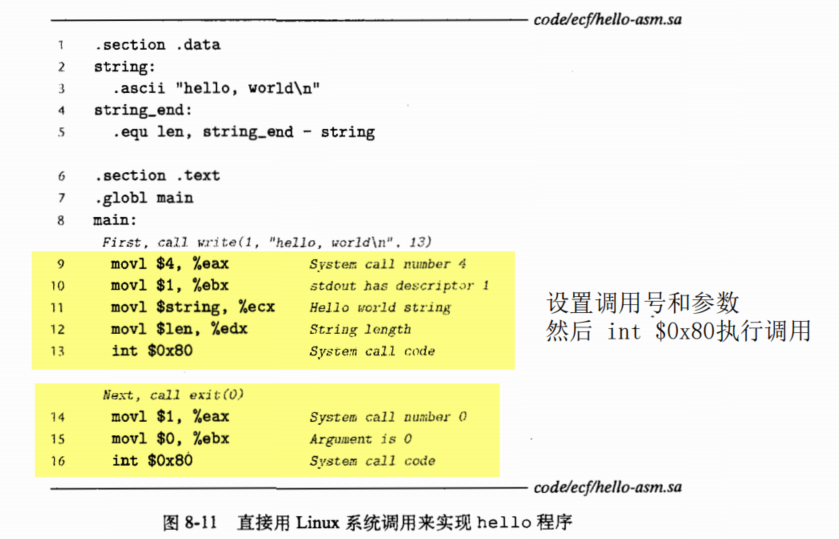 code/ecf/hello-asm.sa
1 .section .data
2 string:
3 .ascii "hello, world\n"
4 string_end:
5 .equ len, string_end - string
6 .section .text
7 .globl main
8 main:
First, call write(1, "hello, world\n", 13)
9 movl $4, %eax System call number 4
10 movl $1, %ebx stdout has descriptor 1
11 movl $string, %ecx Hello world string
12 movl $len, %edx String length
13 int $0x80 System call code
设置调用号和参数
然后 int $0x80执行调用
Next, call exit(0)
14 movl $1, %eax System call number 0
15 movl $0, %ebx Argument is 0
16 int $0x80 System call code
code/ecf/hello-asm.sa
图 8-11 直接用 Linux 系统调用来实现 hello 程序